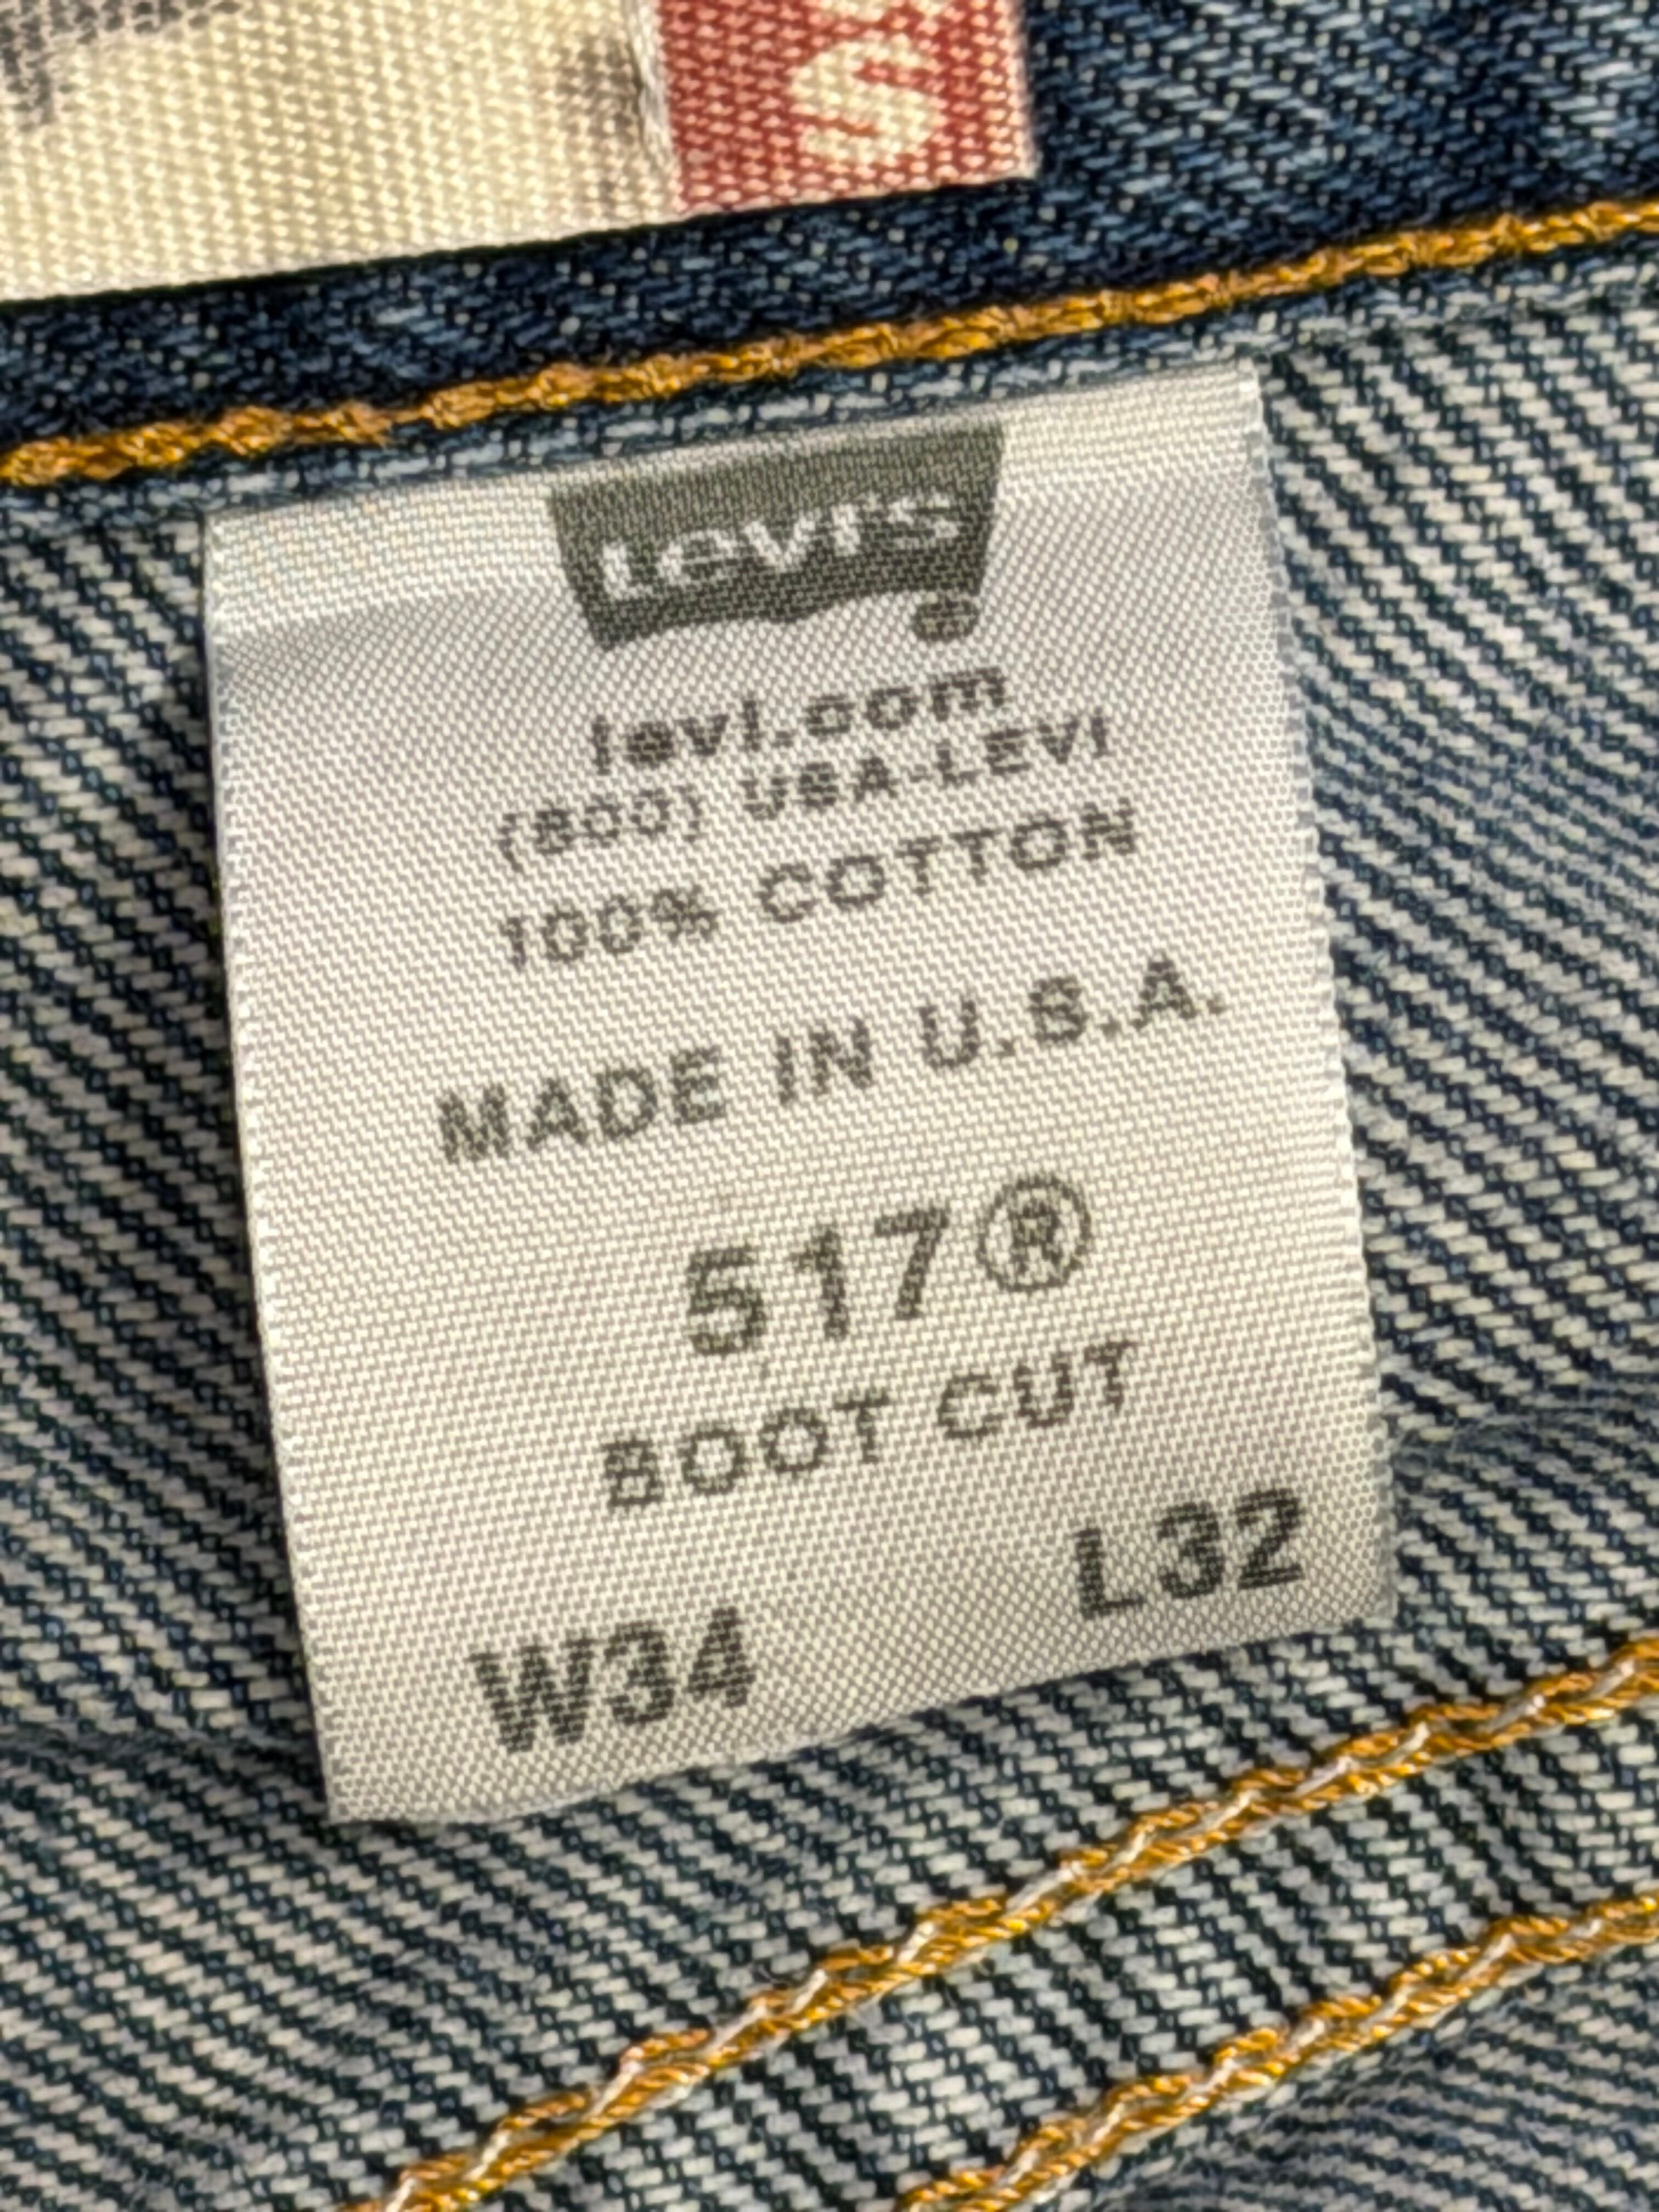 S
Levi's
®
levi.com
(800) USA-LEVI
100% COTTON
MADE IN U.S.A.
517®
BOOT CUT
W34 L32